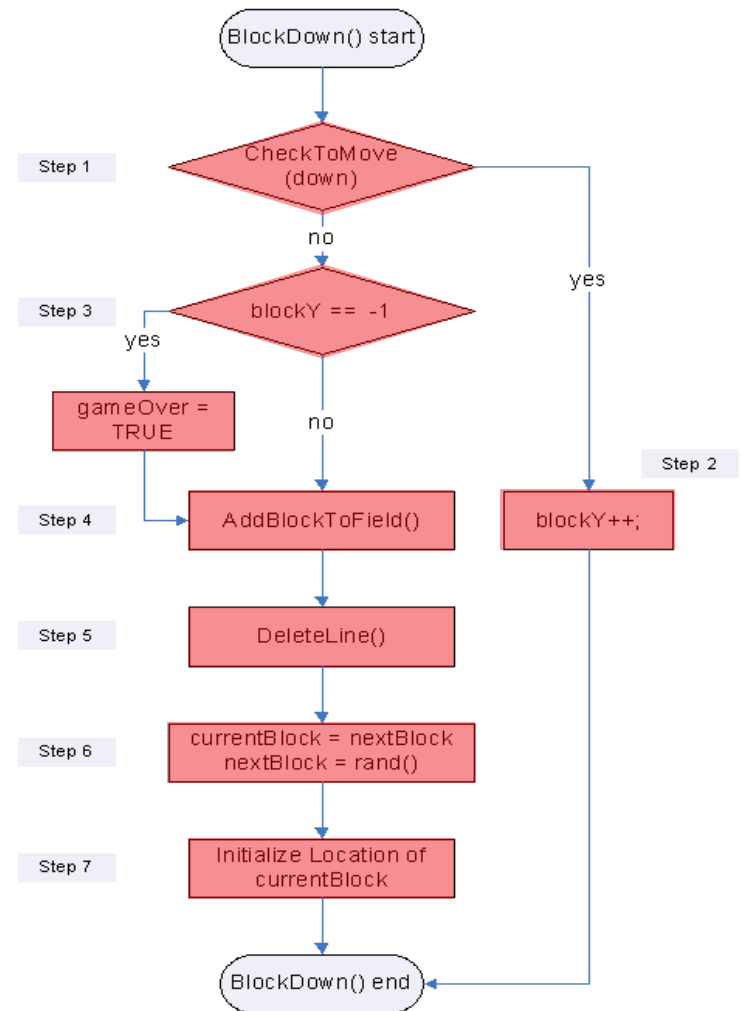 BlockDown() start
Step 1
CheckToMove
(down)
no
yes
Step 3
blockY == -1
yes
gameOver =
TRUE
no
Step 2
Step 4
AddBlockToField()
blockY++;
Step 5
DeleteLine()
Step 6
currentBlock = nextBlock
nextBlock = rand()
Step 7
Initialize Location of
currentBlock
BlockDown() end